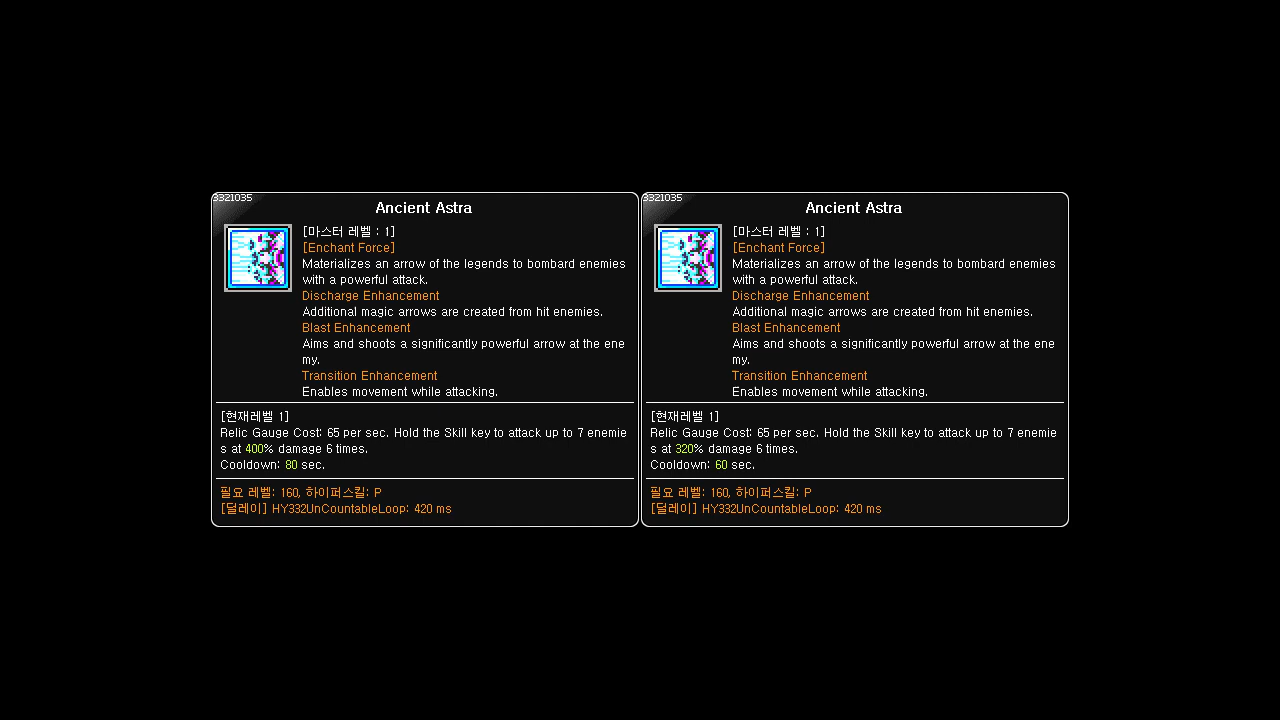 3321035
Ancient Astra
[마스터 레벨 : 1]
[Enchant Force]
Materializes an arrow of the legends to bombard enemies
with a powerful attack.
Discharge Enhancement
Additional magic arrows are created from hit enemies.
Blast Enhancement
Aims and shoots a significantly powerful arrow at the ene
my.
Transition Enhancement
Enables movement while attacking.
[현재레벨 1]
Relic Gauge Cost: 65 per sec. Hold the Skill key to attack up to 7 enemie
s at 400% damage 6 times.
Cooldown: 80 sec.
필요 레벨: 160, 하이퍼스킬: P
[딜레이] HY332UnCountableLoop: 420 ms
3321035
Ancient Astra
[마스터 레벨 : 1]
[Enchant Force]
Materializes an arrow of the legends to bombard enemies
with a powerful attack.
Discharge Enhancement
Additional magic arrows are created from hit enemies.
Blast Enhancement
Aims and shoots a significantly powerful arrow at the ene
my.
Transition Enhancement
Enables movement while attacking.
[현재레벨 1]
Relic Gauge Cost: 65 per sec. Hold the Skill key to attack up to 7 enemie
s at 320% damage 6 times.
Cooldown: 60 sec.
필요 레벨: 160, 하이퍼스킬: P
[딜레이] HY332UnCountableLoop: 420 ms